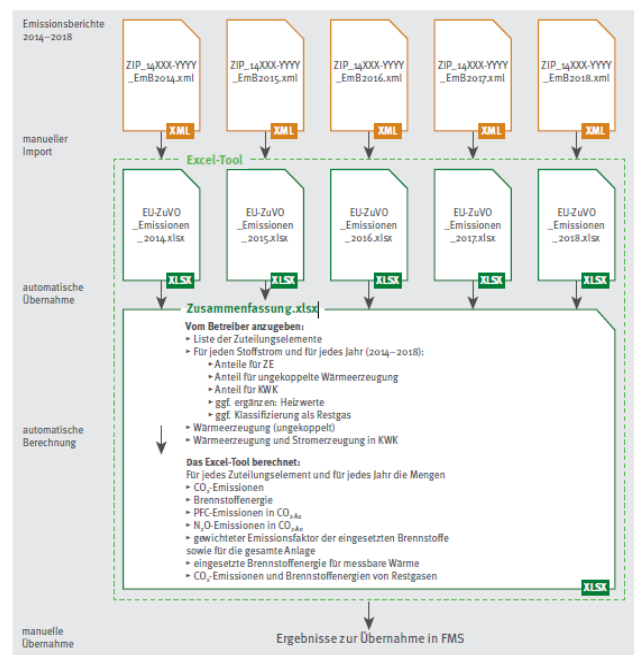 Emissionsberichte
2014–2018
ZIP_14XXX-YYYY
_EmB2014.xml
XML
ZIP_14XXX-YYYY
_EmB2015.xml
XML
ZIP_14XXX-YYYY
_EmB2016.xml
XML
ZIP_14XXX-YYYY
_EmB2017.xml
XML
ZIP_14XXX-YYYY
_EmB2018.xml
XML
manueller
Import
Excel-Tool
EU-ZuVO
_Emissionen
_2014.xlsx
XLSX
EU-ZuVO
_Emissionen
_2015.xlsx
XLSX
EU-ZuVO
_Emissionen
_2016.xlsx
XLSX
EU-ZuVO
_Emissionen
_2017.xlsx
XLSX
EU-ZuVO
_Emissionen
_2018.xlsx
XLSX
automatische
Übernahme
Zusammenfassung.xlsx
Vom Betreiber anzugeben:
▸ Liste der Zuteilungselemente
▸ Für jeden Stoffstrom und für jedes Jahr (2014–2018):
▸ Anteile für ZE
▸ Anteil für ungekoppelte Wärmeerzeugung
▸ Anteil für KWK
▸ ggf. ergänzen: Heizwerte
▸ ggf. Klassifizierung als Restgas
▸ Wärmeerzeugung (ungekoppelt)
▸ Wärmeerzeugung und Stromerzeugung in KWK
automatische
Berechnung
Das Excel-Tool berechnet:
Für jedes Zuteilungselement und für jedes Jahr die Mengen
▸ CO₂-Emissionen
▸ Brennstoffenergie
▸ PFC-Emissionen in CO₂₋Äq
▸ N₂O-Emissionen in CO₂₋Äq
▸ gewichteter Emissionsfaktor der eingesetzten Brennstoffe
sowie für die gesamte Anlage
▸ eingesetzte Brennstoffenergie für messbare Wärme
▸ CO₂-Emissionen und Brennstoffenergien von Restgasen
XLSX
manuelle
Übernahme
Ergebnisse zur Übernahme in FMS